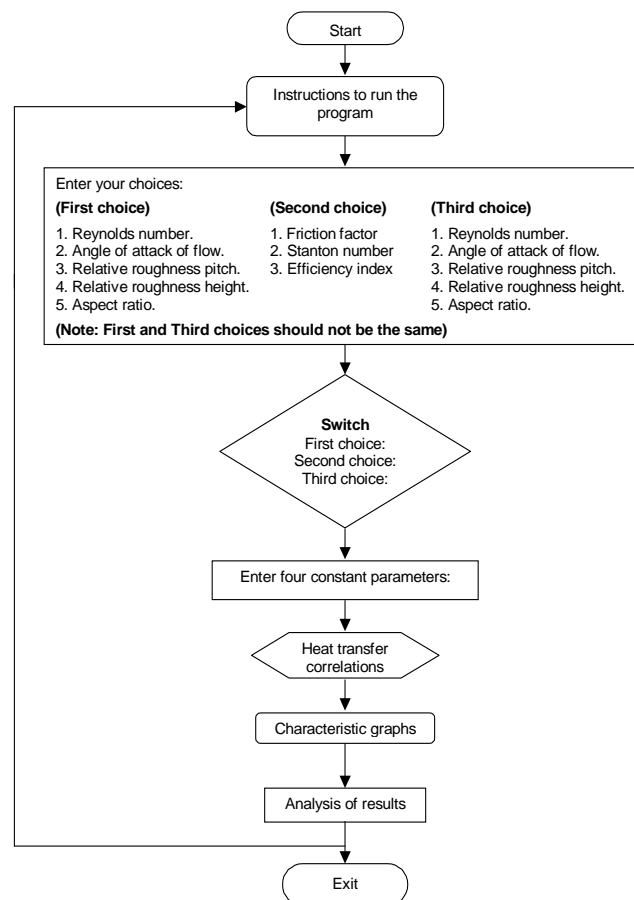 Start
Instructions to run the
program
Enter your choices:
(First choice)
1. Reynolds number.
2. Angle of attack of flow.
3. Relative roughness pitch.
4. Relative roughness height.
5. Aspect ratio.
(Second choice)
1. Friction factor
2. Stanton number
3. Efficiency index
(Third choice)
1. Reynolds number.
2. Angle of attack of flow.
3. Relative roughness pitch.
4. Relative roughness height.
5. Aspect ratio.
(Note: First and Third choices should not be the same)
Switch
First choice:
Second choice:
Third choice:
Enter four constant parameters:
Heat transfer
correlations
Characteristic graphs
Analysis of results
Exit